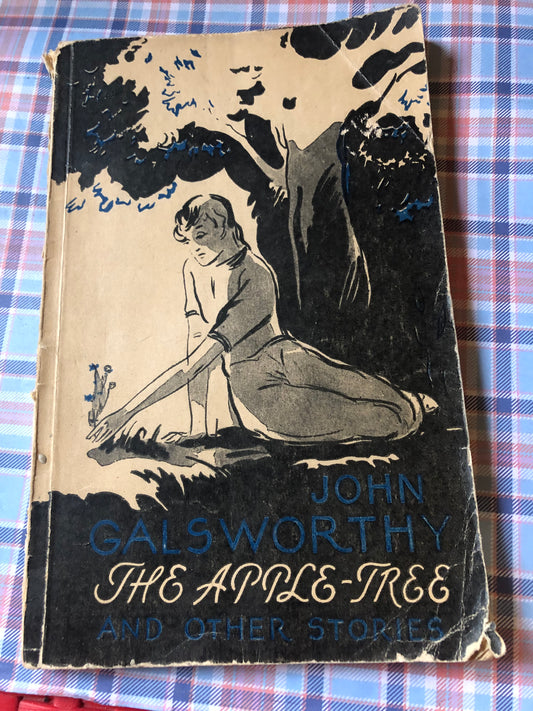 JOHN
GALSWORTHY
THE APPLE-TREE
AND OTHER STORIES